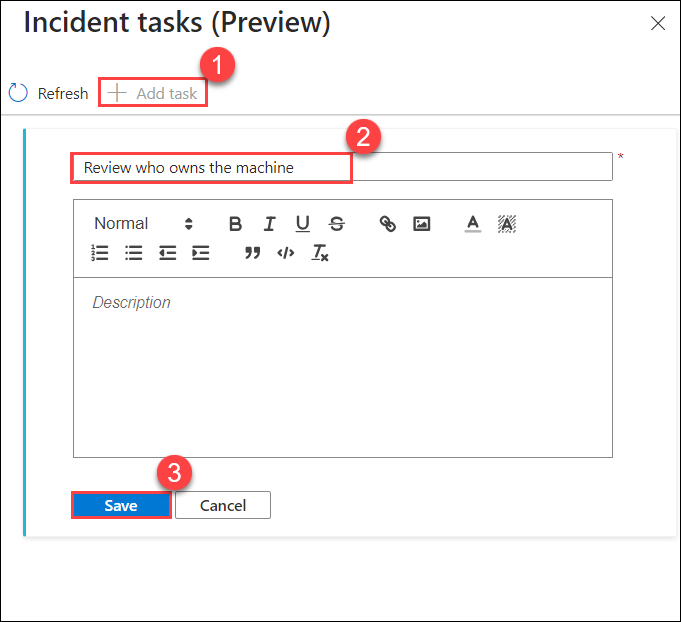 Incident tasks (Preview)
1
Refresh
Add task
2
Review who owns the machine
*
Normal
B I U S A A
Description
3
Save
Cancel